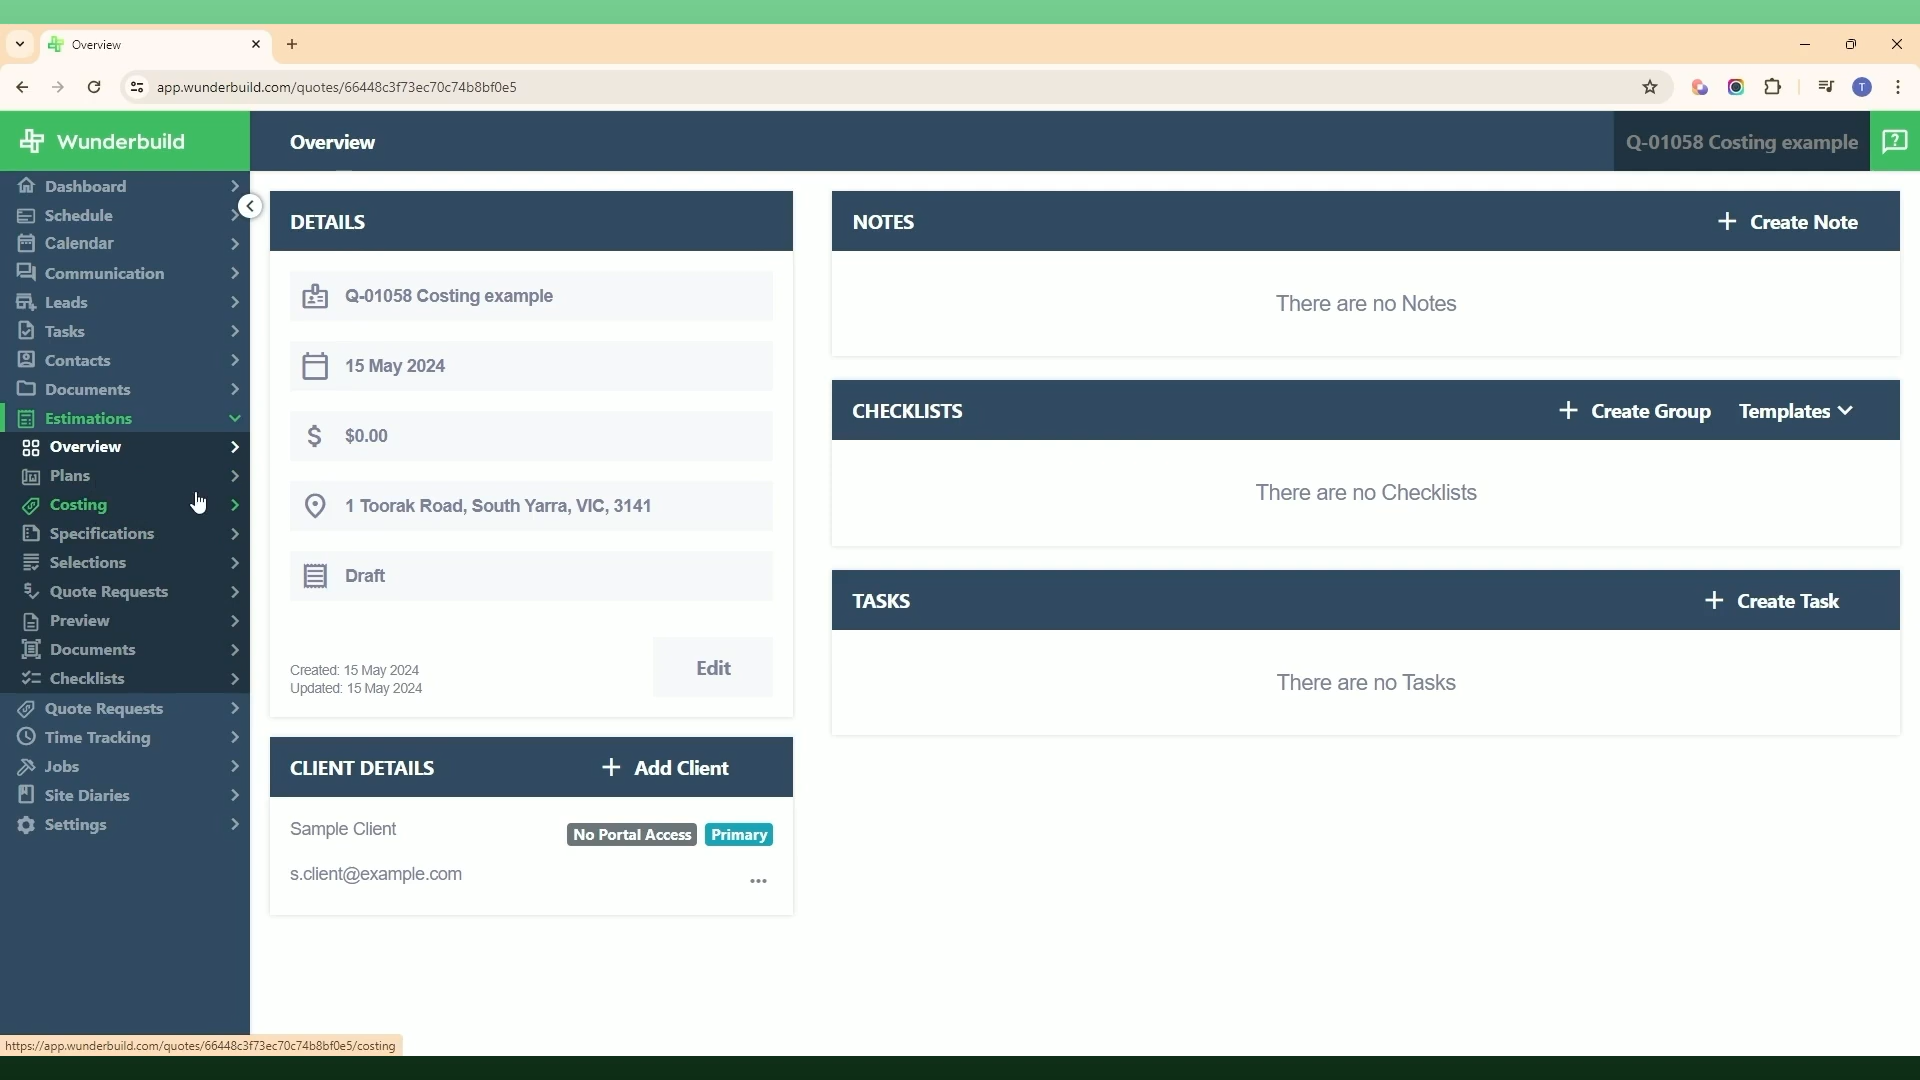 Overview
app.wunderbuild.com/quotes/66448c3f73ec70c74b8bf0e5
T
Wunderbuild
Overview
Q-01058 Costing example
Dashboard
Schedule
Calendar
Communication
Leads
Tasks
Contacts
Documents
Estimations
Overview
Plans
Costing
Specifications
Selections
Quote Requests
Preview
Documents
Checklists
Quote Requests
Time Tracking
Jobs
Site Diaries
Settings
DETAILS
Q-01058 Costing example
15 May 2024
$0.00
1 Toorak Road, South Yarra, VIC, 3141
Draft
Created: 15 May 2024
Updated: 15 May 2024
Edit
CLIENT DETAILS
+ Add Client
Sample Client
No Portal Access
Primary
s.client@example.com
...
NOTES
+ Create Note
There are no Notes
CHECKLISTS
+ Create Group
Templates
There are no Checklists
TASKS
+ Create Task
There are no Tasks
https://app.wunderbuild.com/quotes/66448c3f73ec70c74b8bf0e5/costing